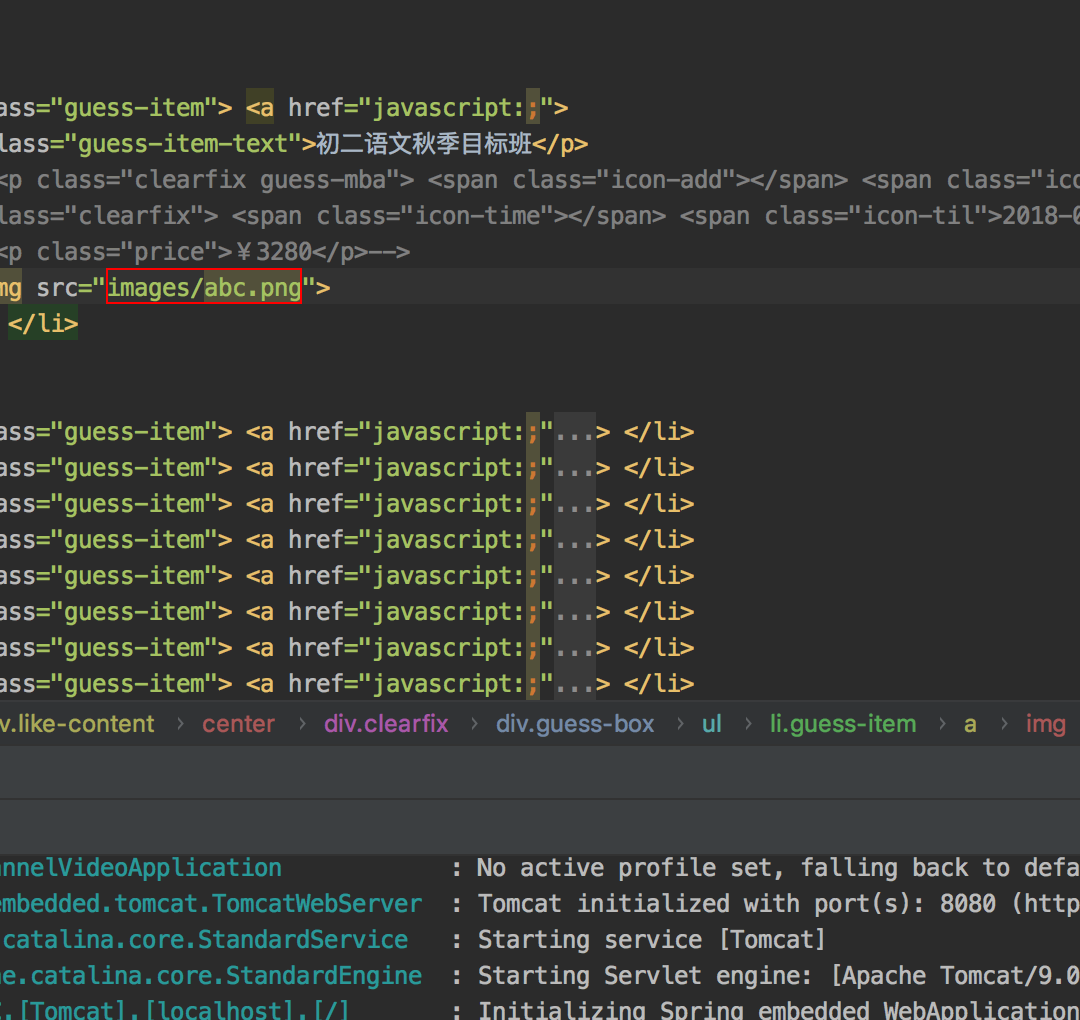 ass="guess-item"> <a href="javascript:;">
lass="guess-item-text">初二语文秋季目标班</p>
<p class="clearfix guess-mba"> <span class="icon-add"></span> <span class="ico
lass="clearfix"> <span class="icon-time"></span> <span class="icon-til">2018-0
<p class="price">￥3280</p>-->
mg src="images/abc.png">
</li>
ass="guess-item"> <a href="javascript:;"...> </li>
ass="guess-item"> <a href="javascript:;"...> </li>
ass="guess-item"> <a href="javascript:;"...> </li>
ass="guess-item"> <a href="javascript:;"...> </li>
ass="guess-item"> <a href="javascript:;"...> </li>
ass="guess-item"> <a href="javascript:;"...> </li>
ass="guess-item"> <a href="javascript:;"...> </li>
ass="guess-item"> <a href="javascript:;"...> </li>
v.like-content › center › div.clearfix › div.guess-box › ul › li.guess-item › a › img
annelVideoApplication : No active profile set, falling back to defa
embedded.tomcat.TomcatWebServer : Tomcat initialized with port(s): 8080 (http
.catalina.core.StandardService : Starting service [Tomcat]
he.catalina.core.StandardEngine : Starting Servlet engine: [Apache Tomcat/9.0
.[Tomcat].[localhost].[/] : Initializing Spring embedded WebApplication